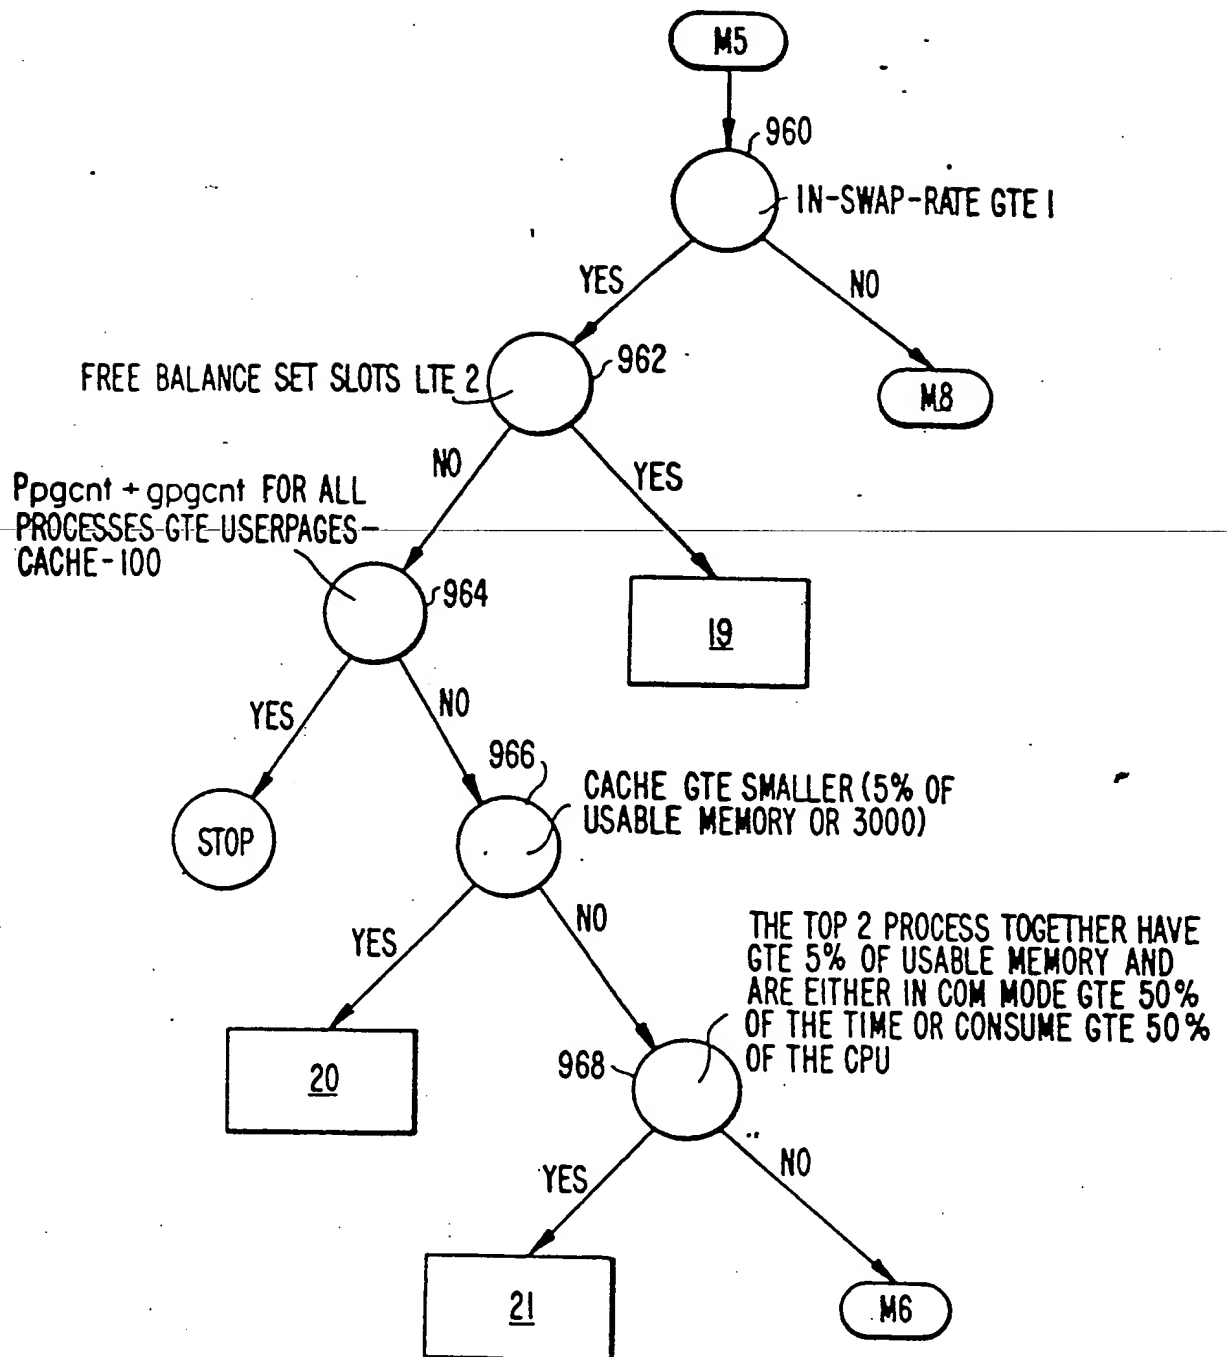 M5
960
IN-SWAP-RATE GTE 1
YES
NO
962
FREE BALANCE SET SLOTS LTE 2
M8
NO
YES
Ppgcnt + gpgcnt FOR ALL
PROCESSES GTE USERPAGES-
CACHE-100
964
19
YES
NO
966
CACHE GTE SMALLER (5% OF
USABLE MEMORY OR 3000)
STOP
YES
NO
THE TOP 2 PROCESS TOGETHER HAVE
GTE 5% OF USABLE MEMORY AND
ARE EITHER IN COM MODE GTE 50%
OF THE TIME OR CONSUME GTE 50%
OF THE CPU
968
20
YES
NO
21
M6